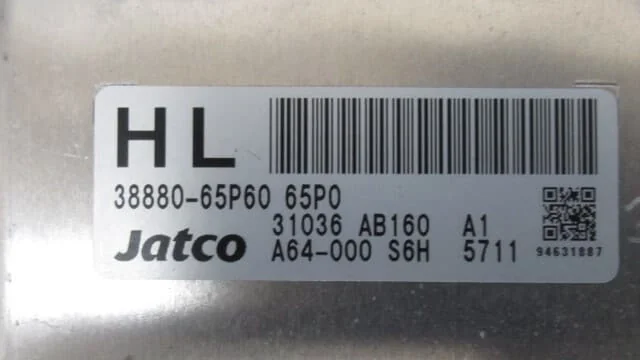 HL
38880-65P60 65P0
Jatco
31036 AB160 A1
A64-000 S6H 5711
94631887